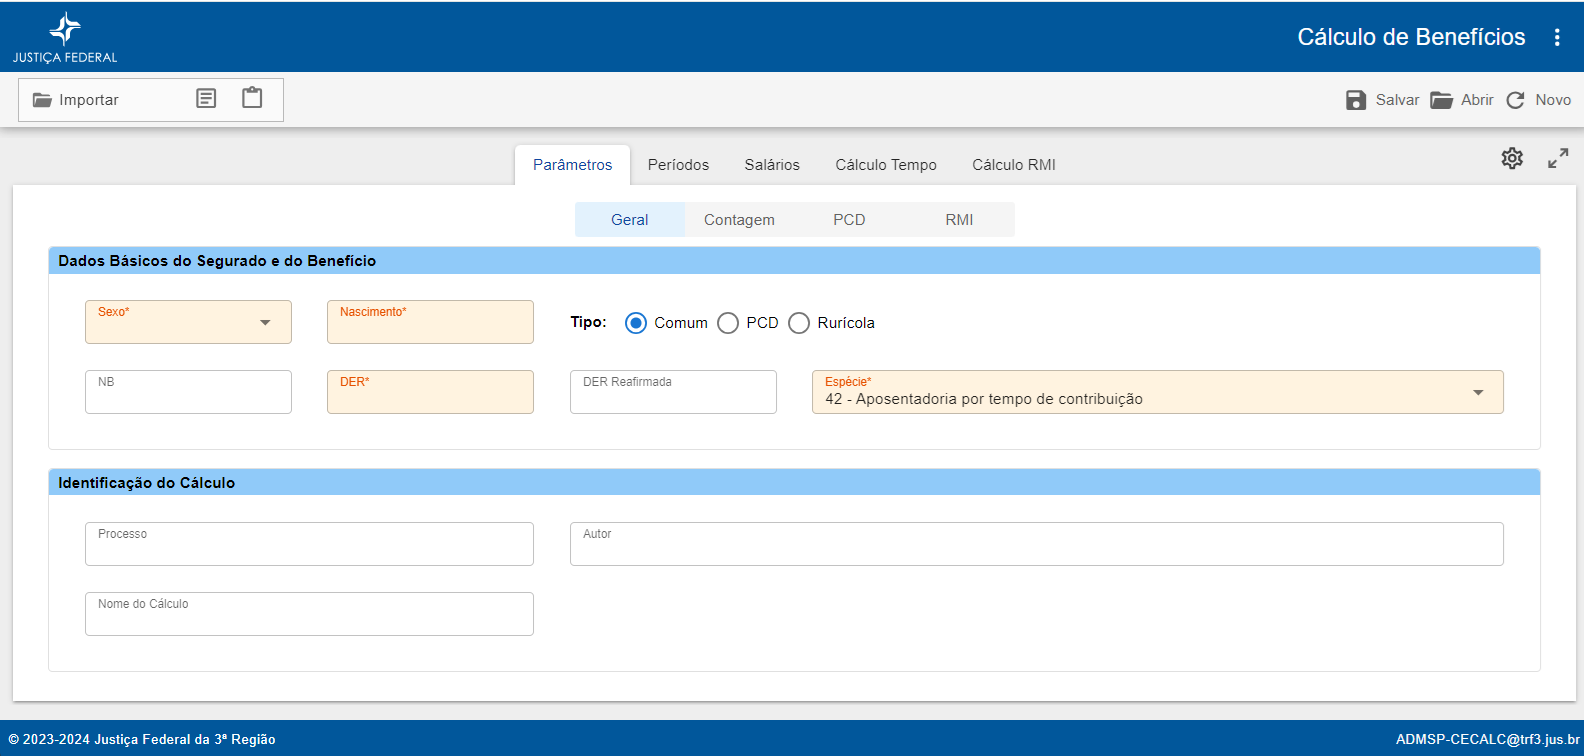 JUSTIÇA FEDERAL
Cálculo de Benefícios
Importar
Salvar Abrir Novo
Parâmetros Períodos Salários Cálculo Tempo Cálculo RMI
Geral Contagem PCD RMI
Dados Básicos do Segurado e do Benefício
Sexo* Nascimento*
Tipo: Comum PCD Rurícola
NB DER* DER Reafirmada Espécie*
42 - Aposentadoria por tempo de contribuição
Identificação do Cálculo
Processo Autor
Nome do Cálculo
© 2023-2024 Justiça Federal da 3ª Região ADMSP-CECALC@trf3.jus.br